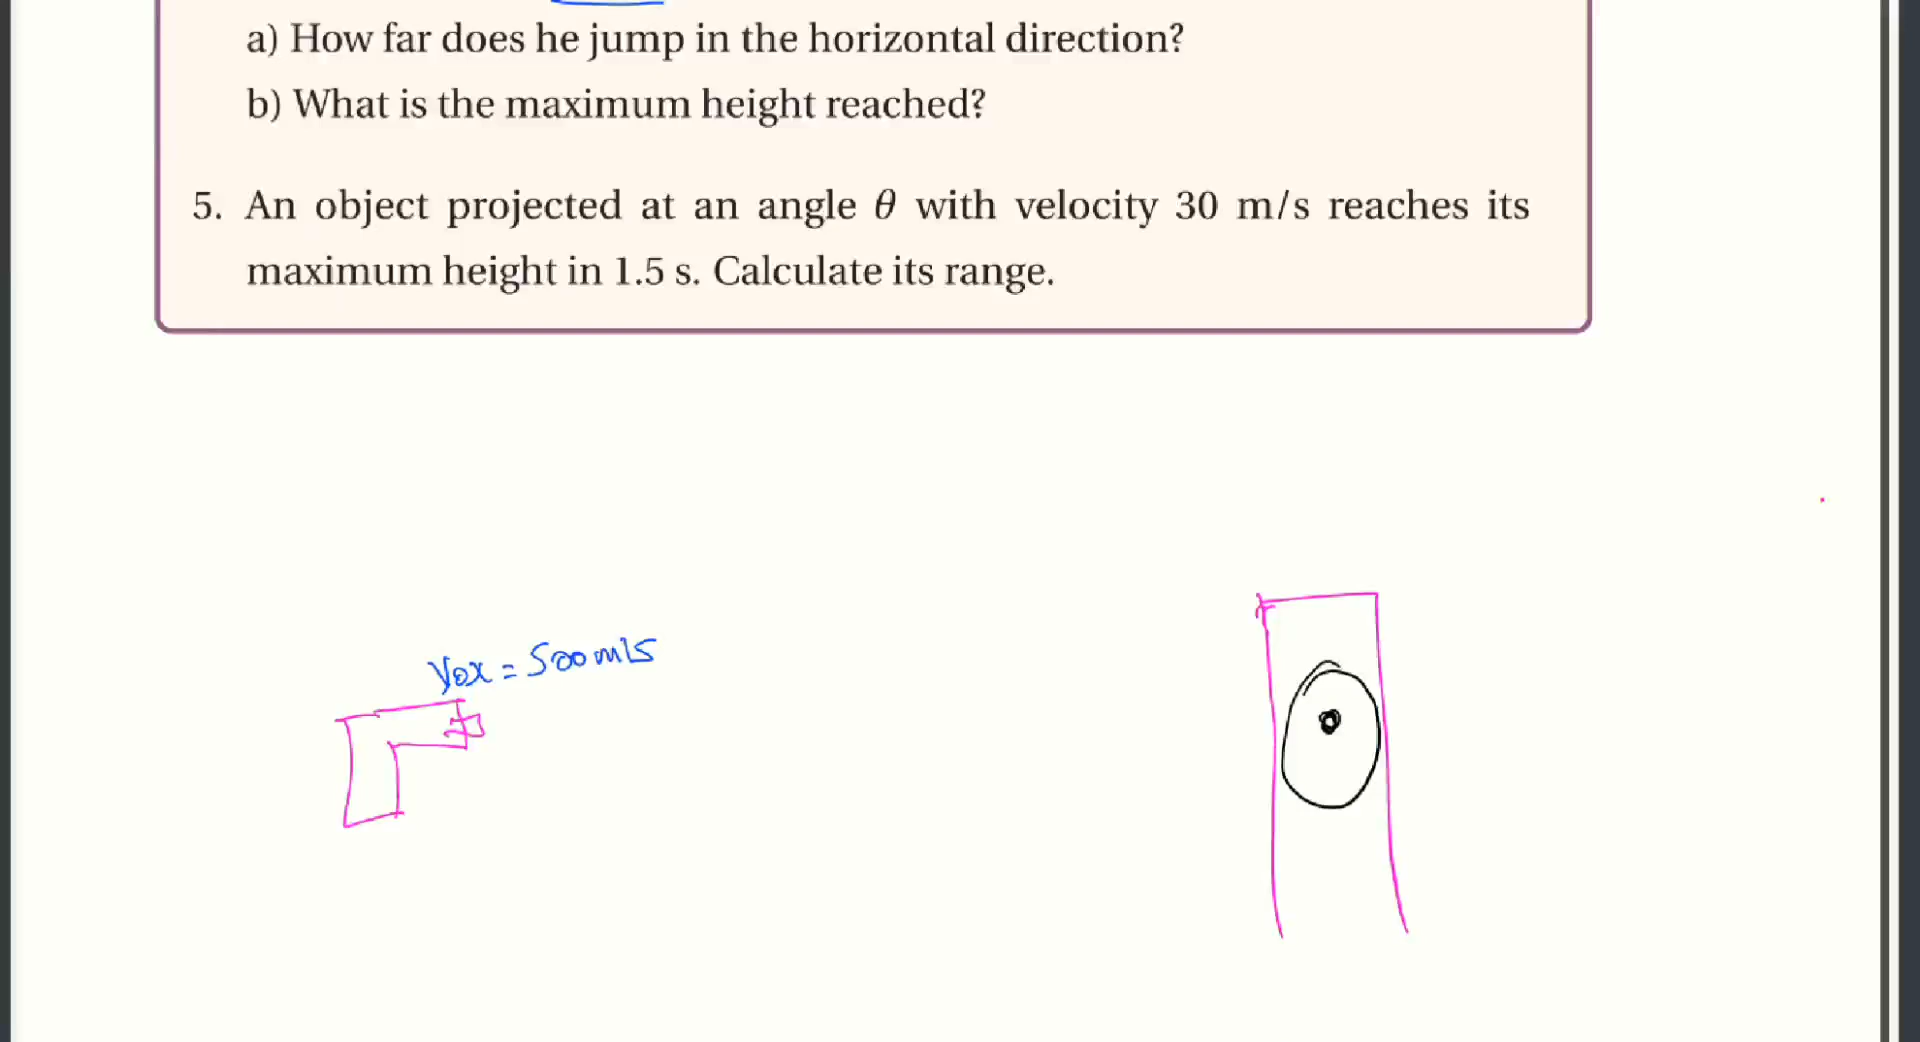 a) How far does he jump in the horizontal direction?
b) What is the maximum height reached?
5. An object projected at an angle θ with velocity 30 m/s reaches its
maximum height in 1.5 s. Calculate its range.
Vox = 500 m/s